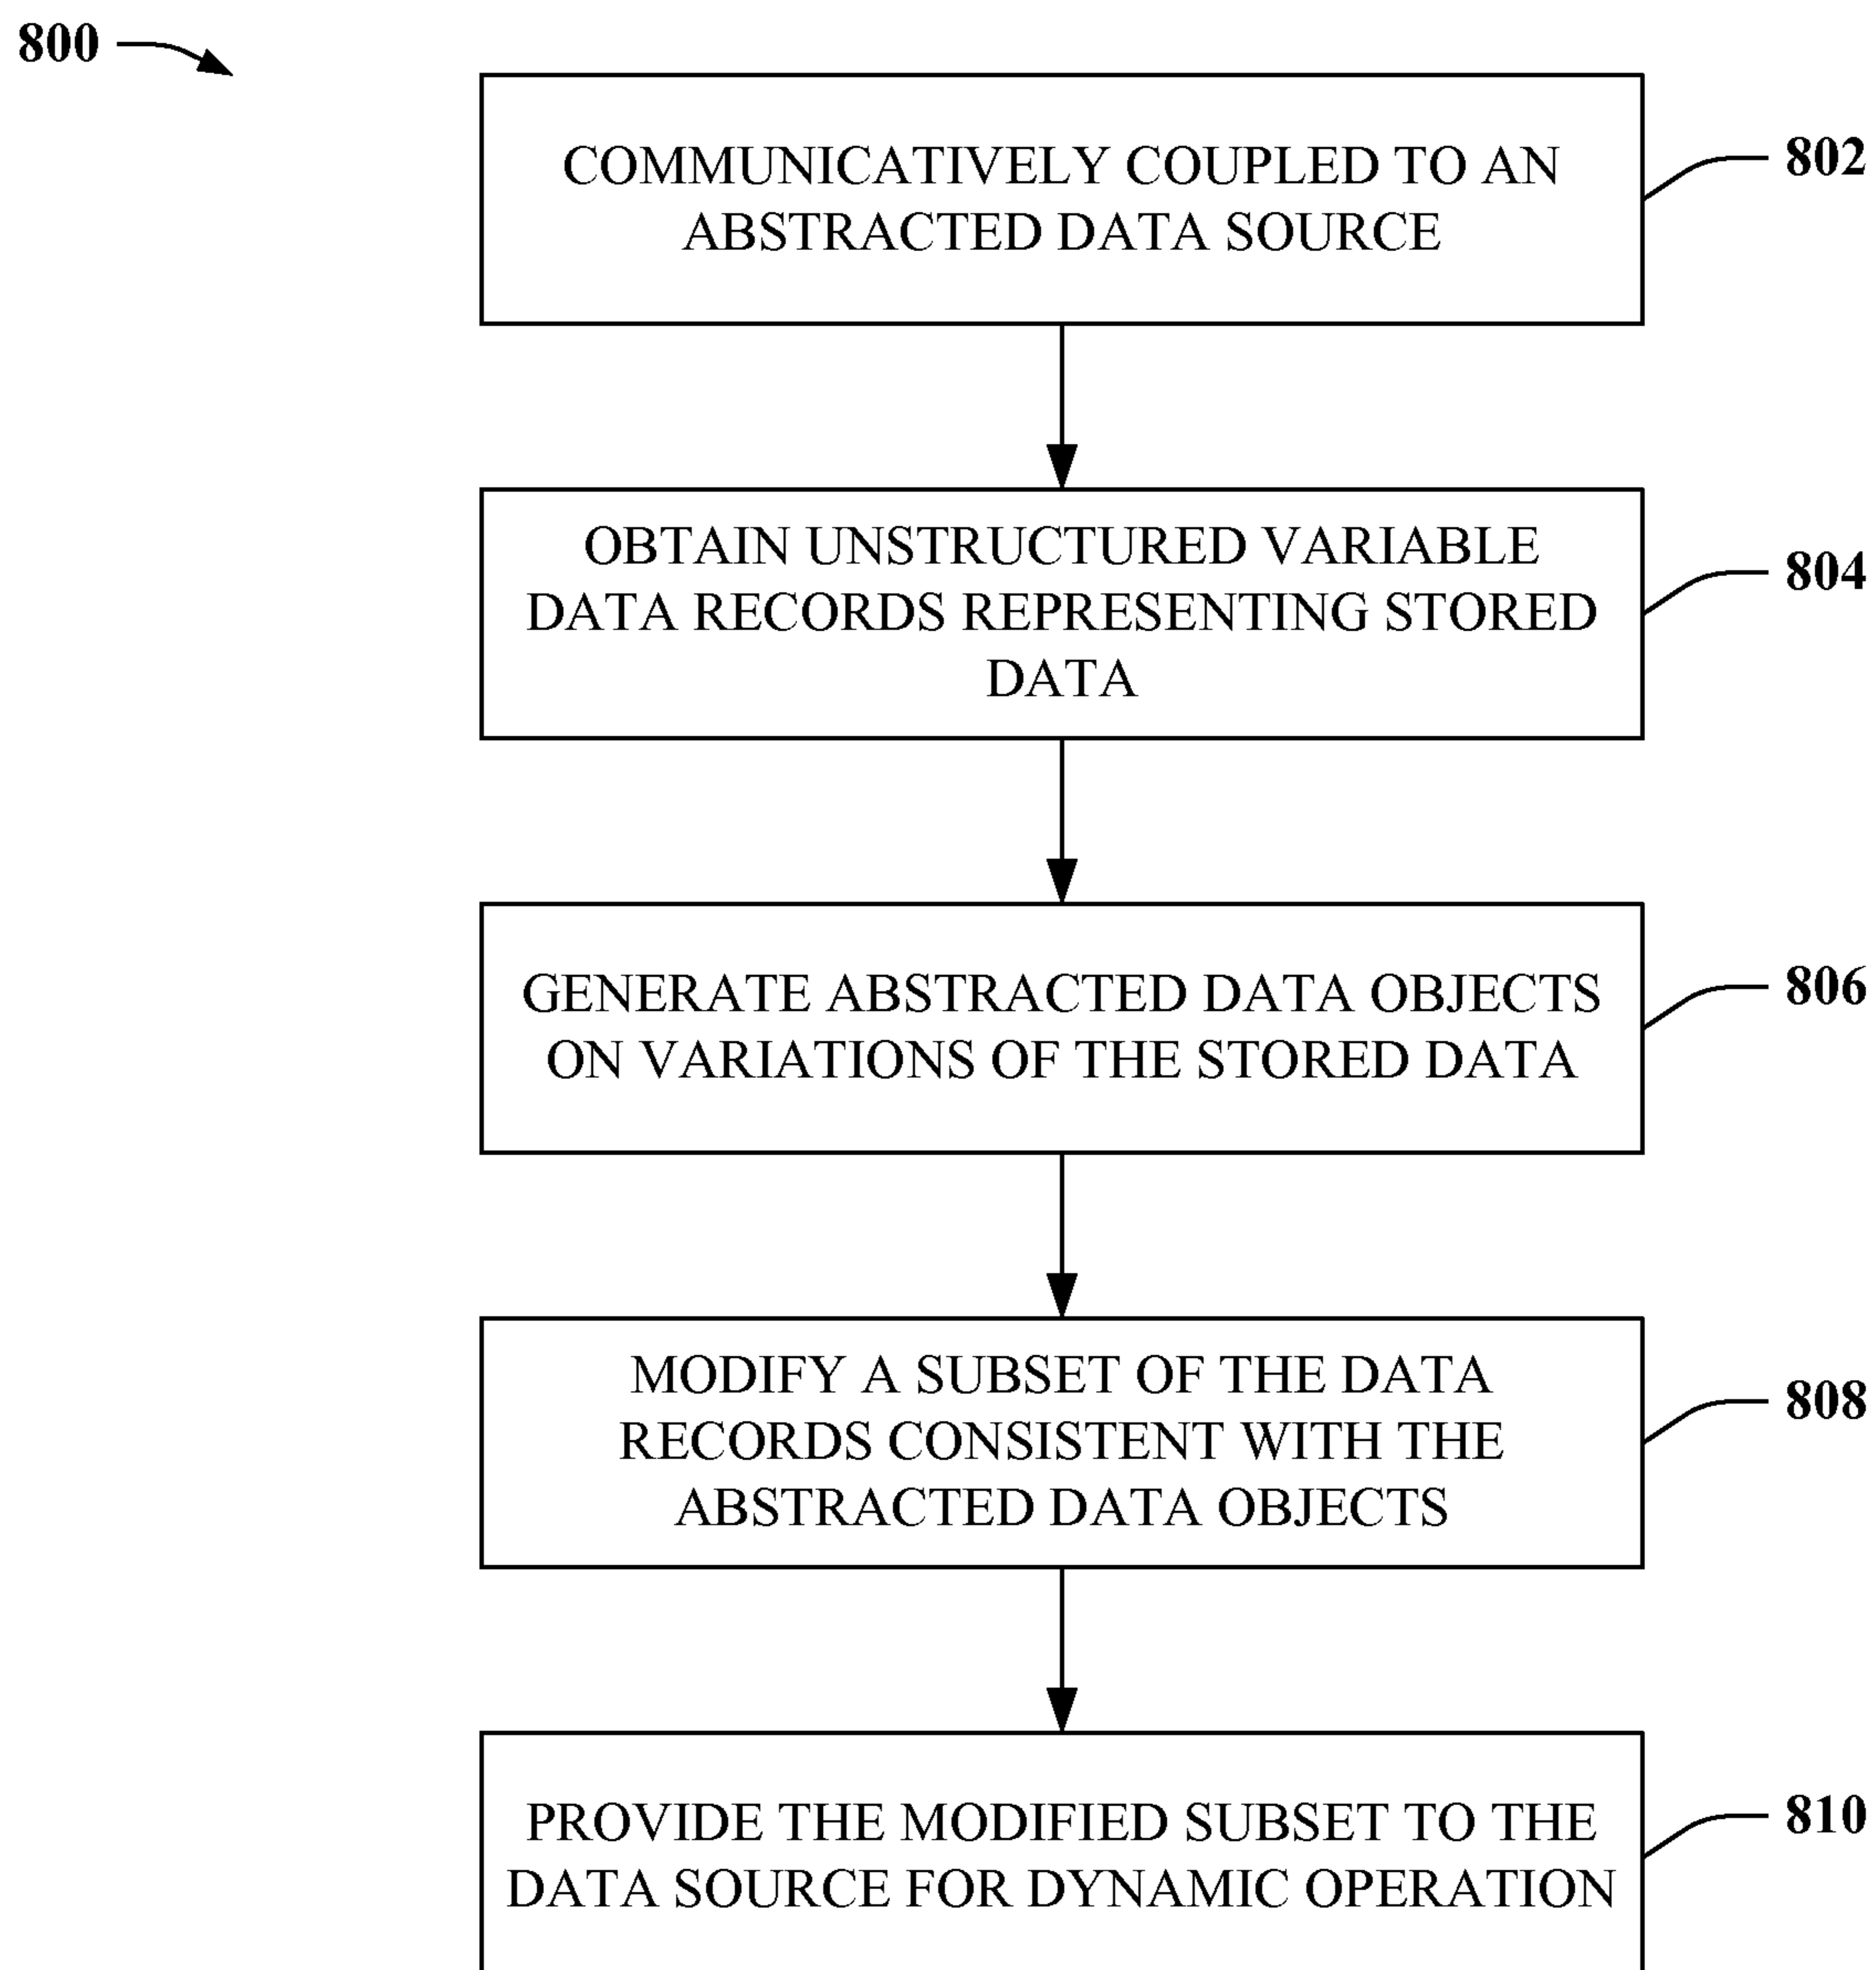 800
COMMUNICATIVELY COUPLED TO AN
ABSTRACTED DATA SOURCE
802
OBTAIN UNSTRUCTURED VARIABLE
DATA RECORDS REPRESENTING STORED
DATA
804
GENERATE ABSTRACTED DATA OBJECTS
ON VARIATIONS OF THE STORED DATA
806
MODIFY A SUBSET OF THE DATA
RECORDS CONSISTENT WITH THE
ABSTRACTED DATA OBJECTS
808
PROVIDE THE MODIFIED SUBSET TO THE
DATA SOURCE FOR DYNAMIC OPERATION
810